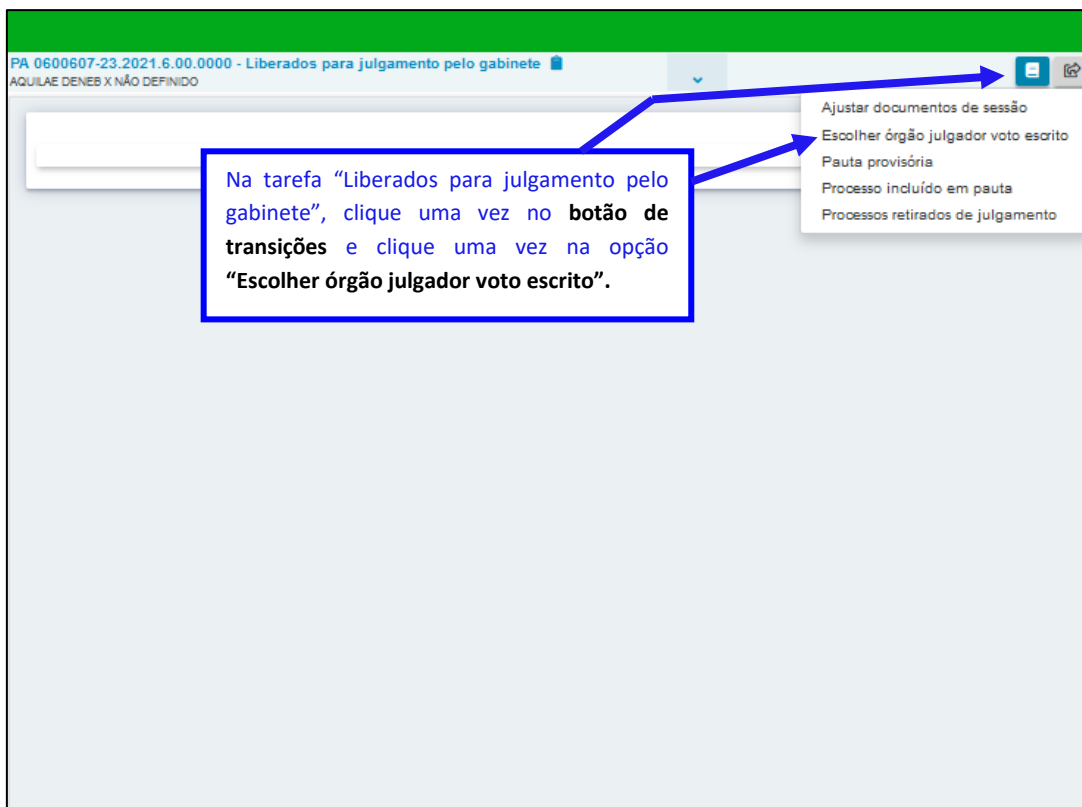 PA 0600607-23.2021.6.00.0000 - Liberados para julgamento pelo gabinete
AQUILAE DENEB X NÃO DEFINIDO
Ajustar documentos de sessão
Escolher órgão julgador voto escrito
Pauta provisória
Processo incluído em pauta
Processos retirados de julgamento
Na tarefa “Liberados para julgamento pelo
gabinete”, clique uma vez no botão de
transições e clique uma vez na opção
“Escolher órgão julgador voto escrito”.